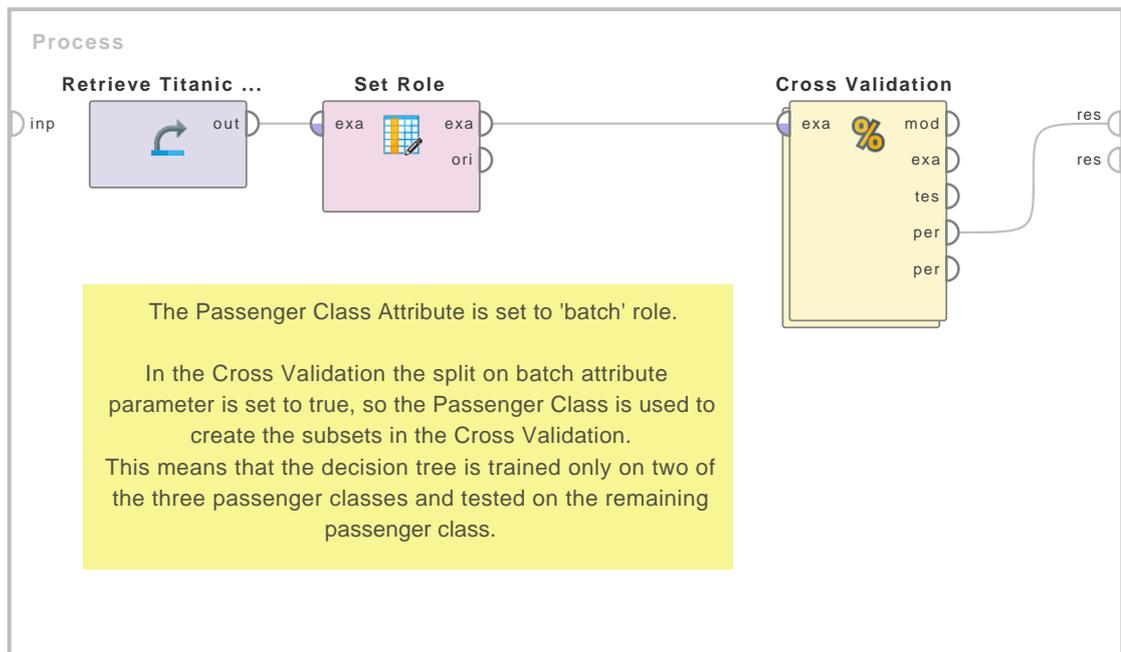 Process
Retrieve Titanic ...
Set Role
Cross Validation
inp
out
exa
exa
ori
exa
mod
exa
tes
per
per
res
res
The Passenger Class Attribute is set to 'batch' role.
In the Cross Validation the split on batch attribute
parameter is set to true, so the Passenger Class is used to
create the subsets in the Cross Validation.
This means that the decision tree is trained only on two of
the three passenger classes and tested on the remaining
passenger class.